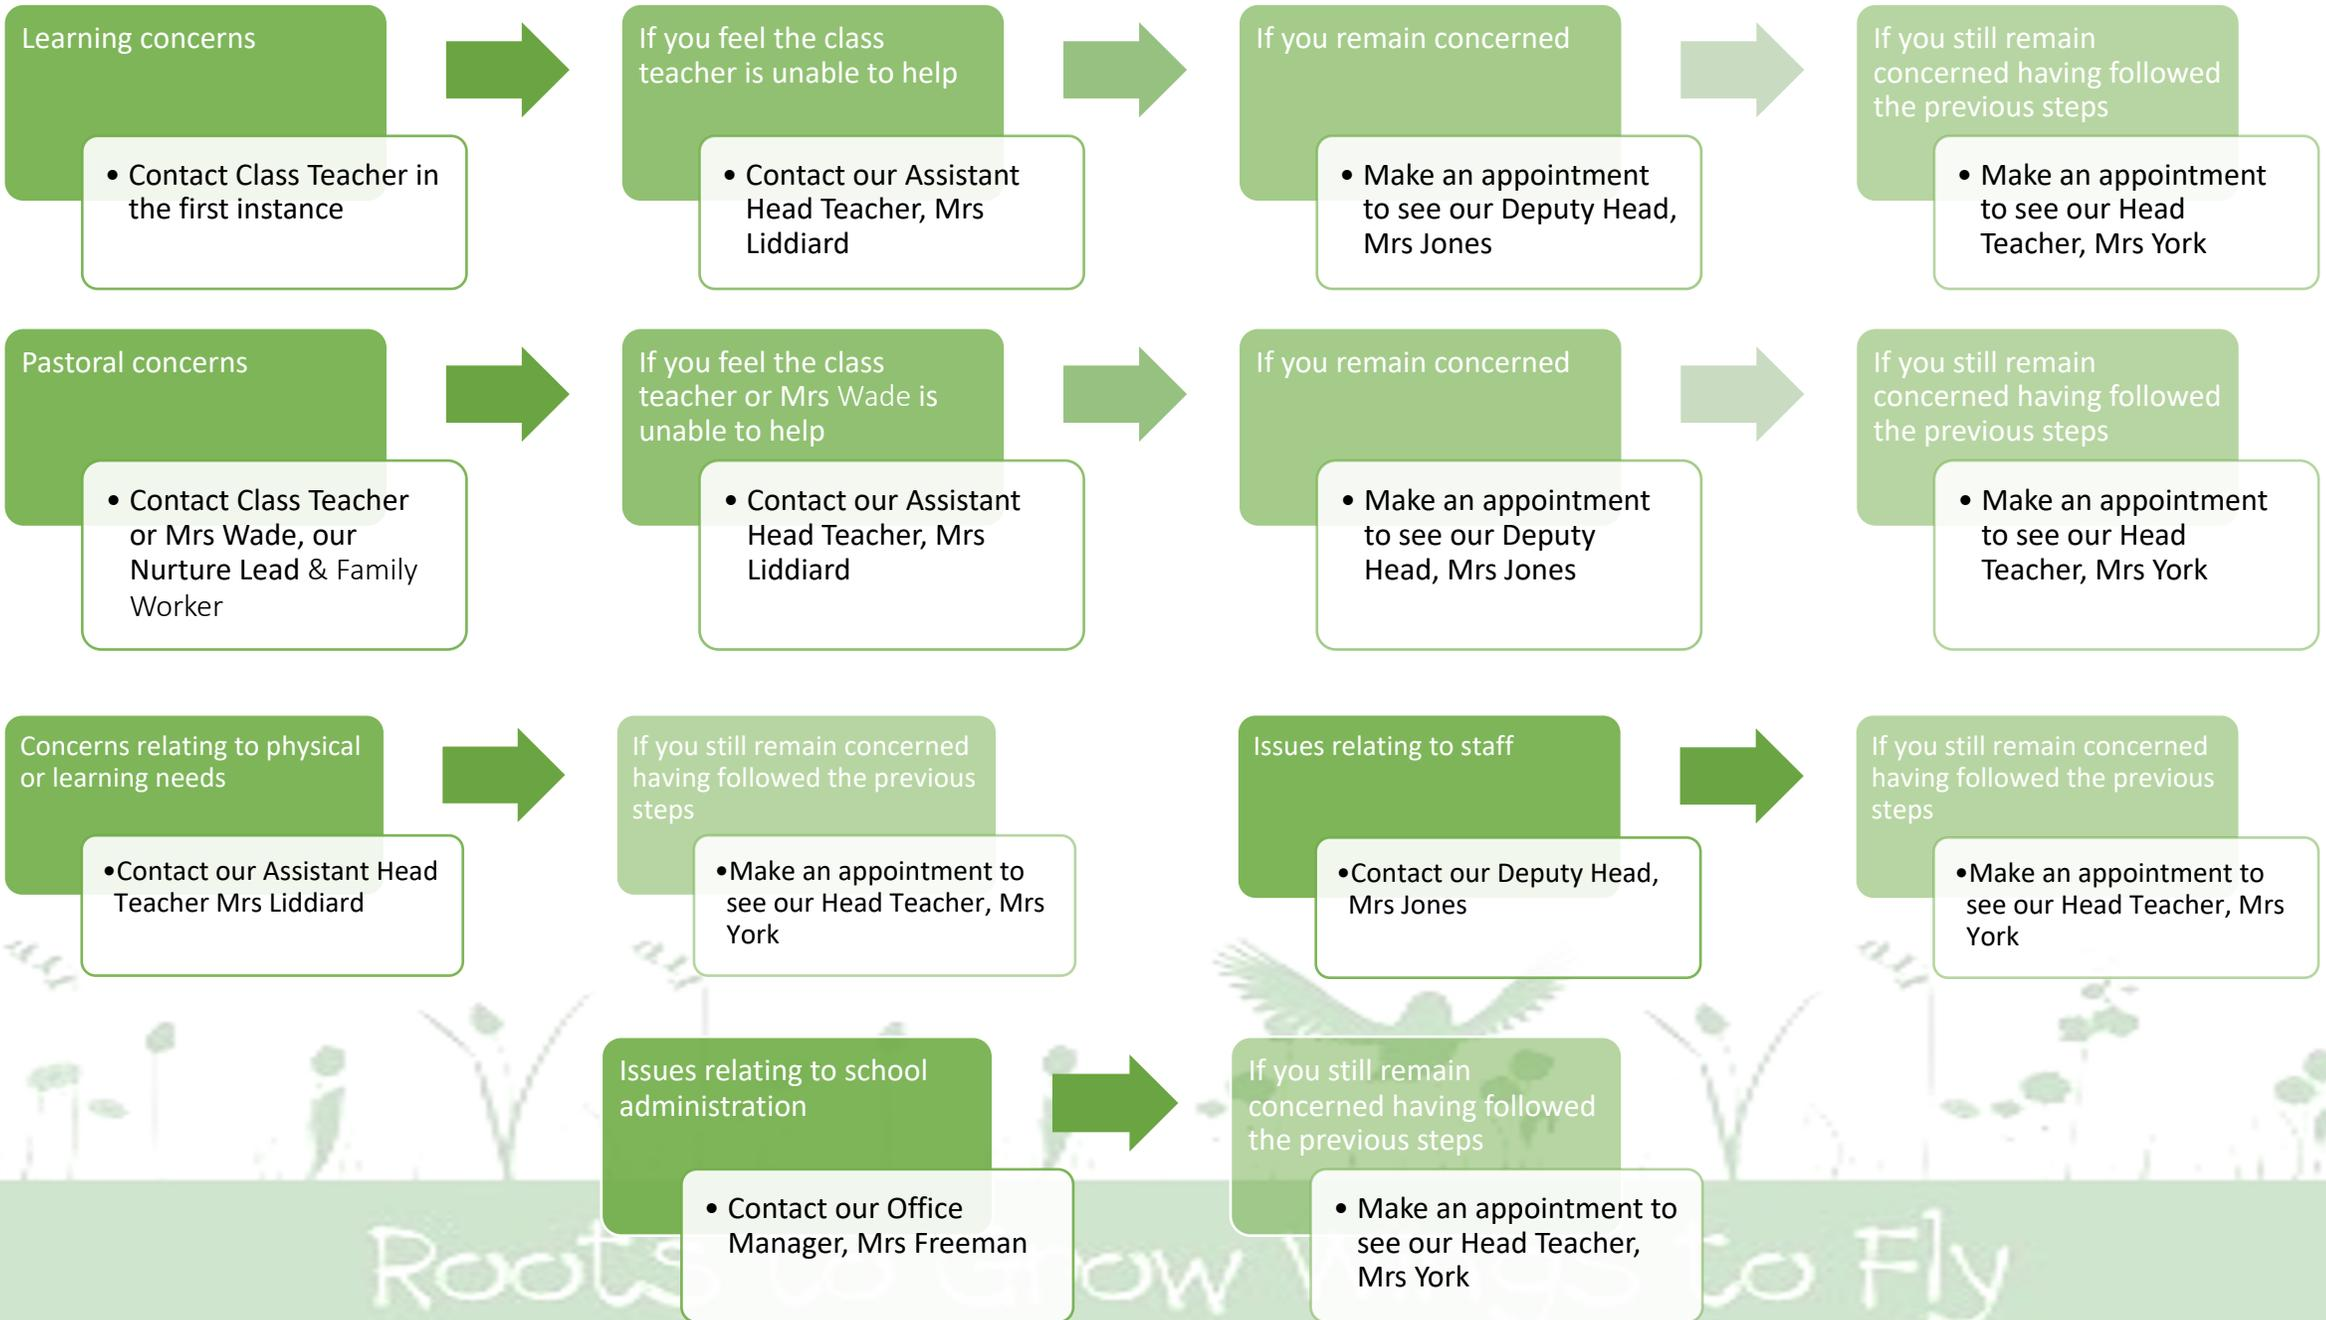 Learning concerns
• Contact Class Teacher in
the first instance
If you feel the class
teacher is unable to help
• Contact our Assistant
Head Teacher, Mrs
Liddiard
If you remain concerned
• Make an appointment
to see our Deputy Head,
Mrs Jones
If you still remain
concerned having followed
the previous steps
• Make an appointment
to see our Head
Teacher, Mrs York
Pastoral concerns
• Contact Class Teacher
or Mrs Wade, our
Nurture Lead & Family
Worker
If you feel the class
teacher or Mrs Wade is
unable to help
• Contact our Assistant
Head Teacher, Mrs
Liddiard
If you remain concerned
• Make an appointment
to see our Deputy
Head, Mrs Jones
If you still remain
concerned having followed
the previous steps
• Make an appointment
to see our Head
Teacher, Mrs York
Concerns relating to physical
or learning needs
•Contact our Assistant Head
Teacher Mrs Liddiard
If you still remain concerned
having followed the previous
steps
•Make an appointment to
see our Head Teacher, Mrs
York
Issues relating to staff
•Contact our Deputy Head,
Mrs Jones
If you still remain concerned
having followed the previous
steps
•Make an appointment to
see our Head Teacher, Mrs
York
Issues relating to school
administration
• Contact our Office
Manager, Mrs Freeman
If you still remain
concerned having followed
the previous steps
• Make an appointment to
see our Head Teacher,
Mrs York
Roots to Grow Wings to Fly